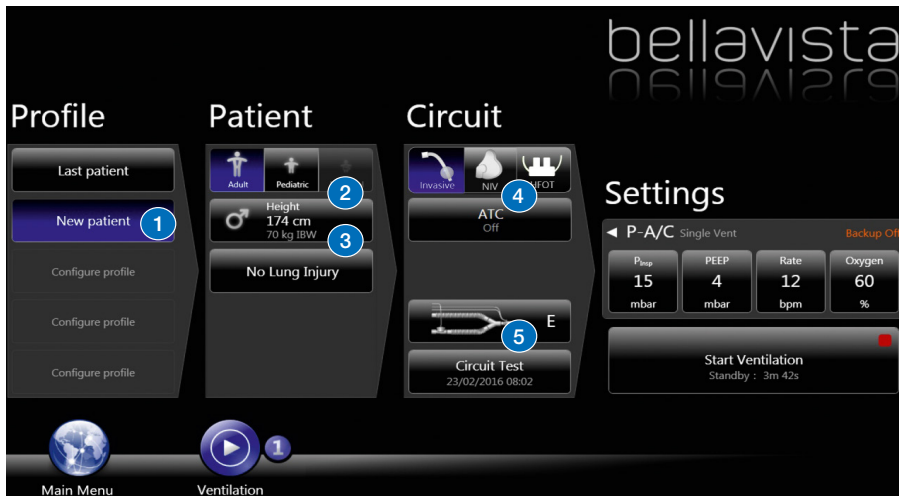 bellavista
Profile
Patient
Circuit
Settings
Last patient
New patient
1
Configure profile
Configure profile
Configure profile
Adult
Pediatric
2
Height
174 cm
70 kg IBW
3
No Lung Injury
Invasive
NIV
HFOT
4
ATC
Off
E
5
Circuit Test
23/02/2016 08:02
◄ P-A/C Single Vent
Backup Off
PInsp
15
mbar
PEEP
4
mbar
Rate
12
bpm
Oxygen
60
%
Start Ventilation
Standby : 3m 42s
Main Menu
Ventilation
1